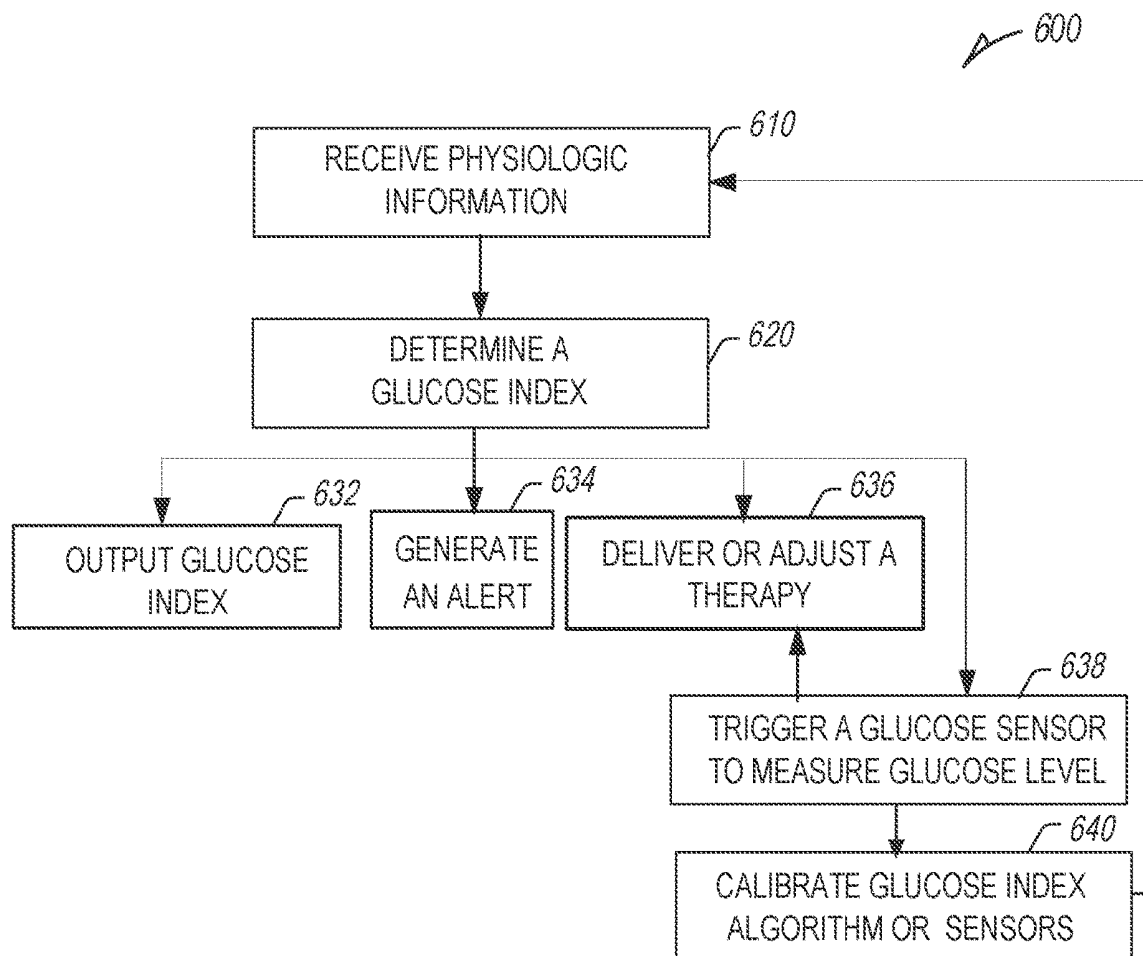 600
610
RECEIVE PHYSIOLOGIC
INFORMATION
620
DETERMINE A
GLUCOSE INDEX
632
OUTPUT GLUCOSE
INDEX
634
GENERATE
AN ALERT
636
DELIVER OR ADJUST A
THERAPY
638
TRIGGER A GLUCOSE SENSOR
TO MEASURE GLUCOSE LEVEL
640
CALIBRATE GLUCOSE INDEX
ALGORITHM OR SENSORS